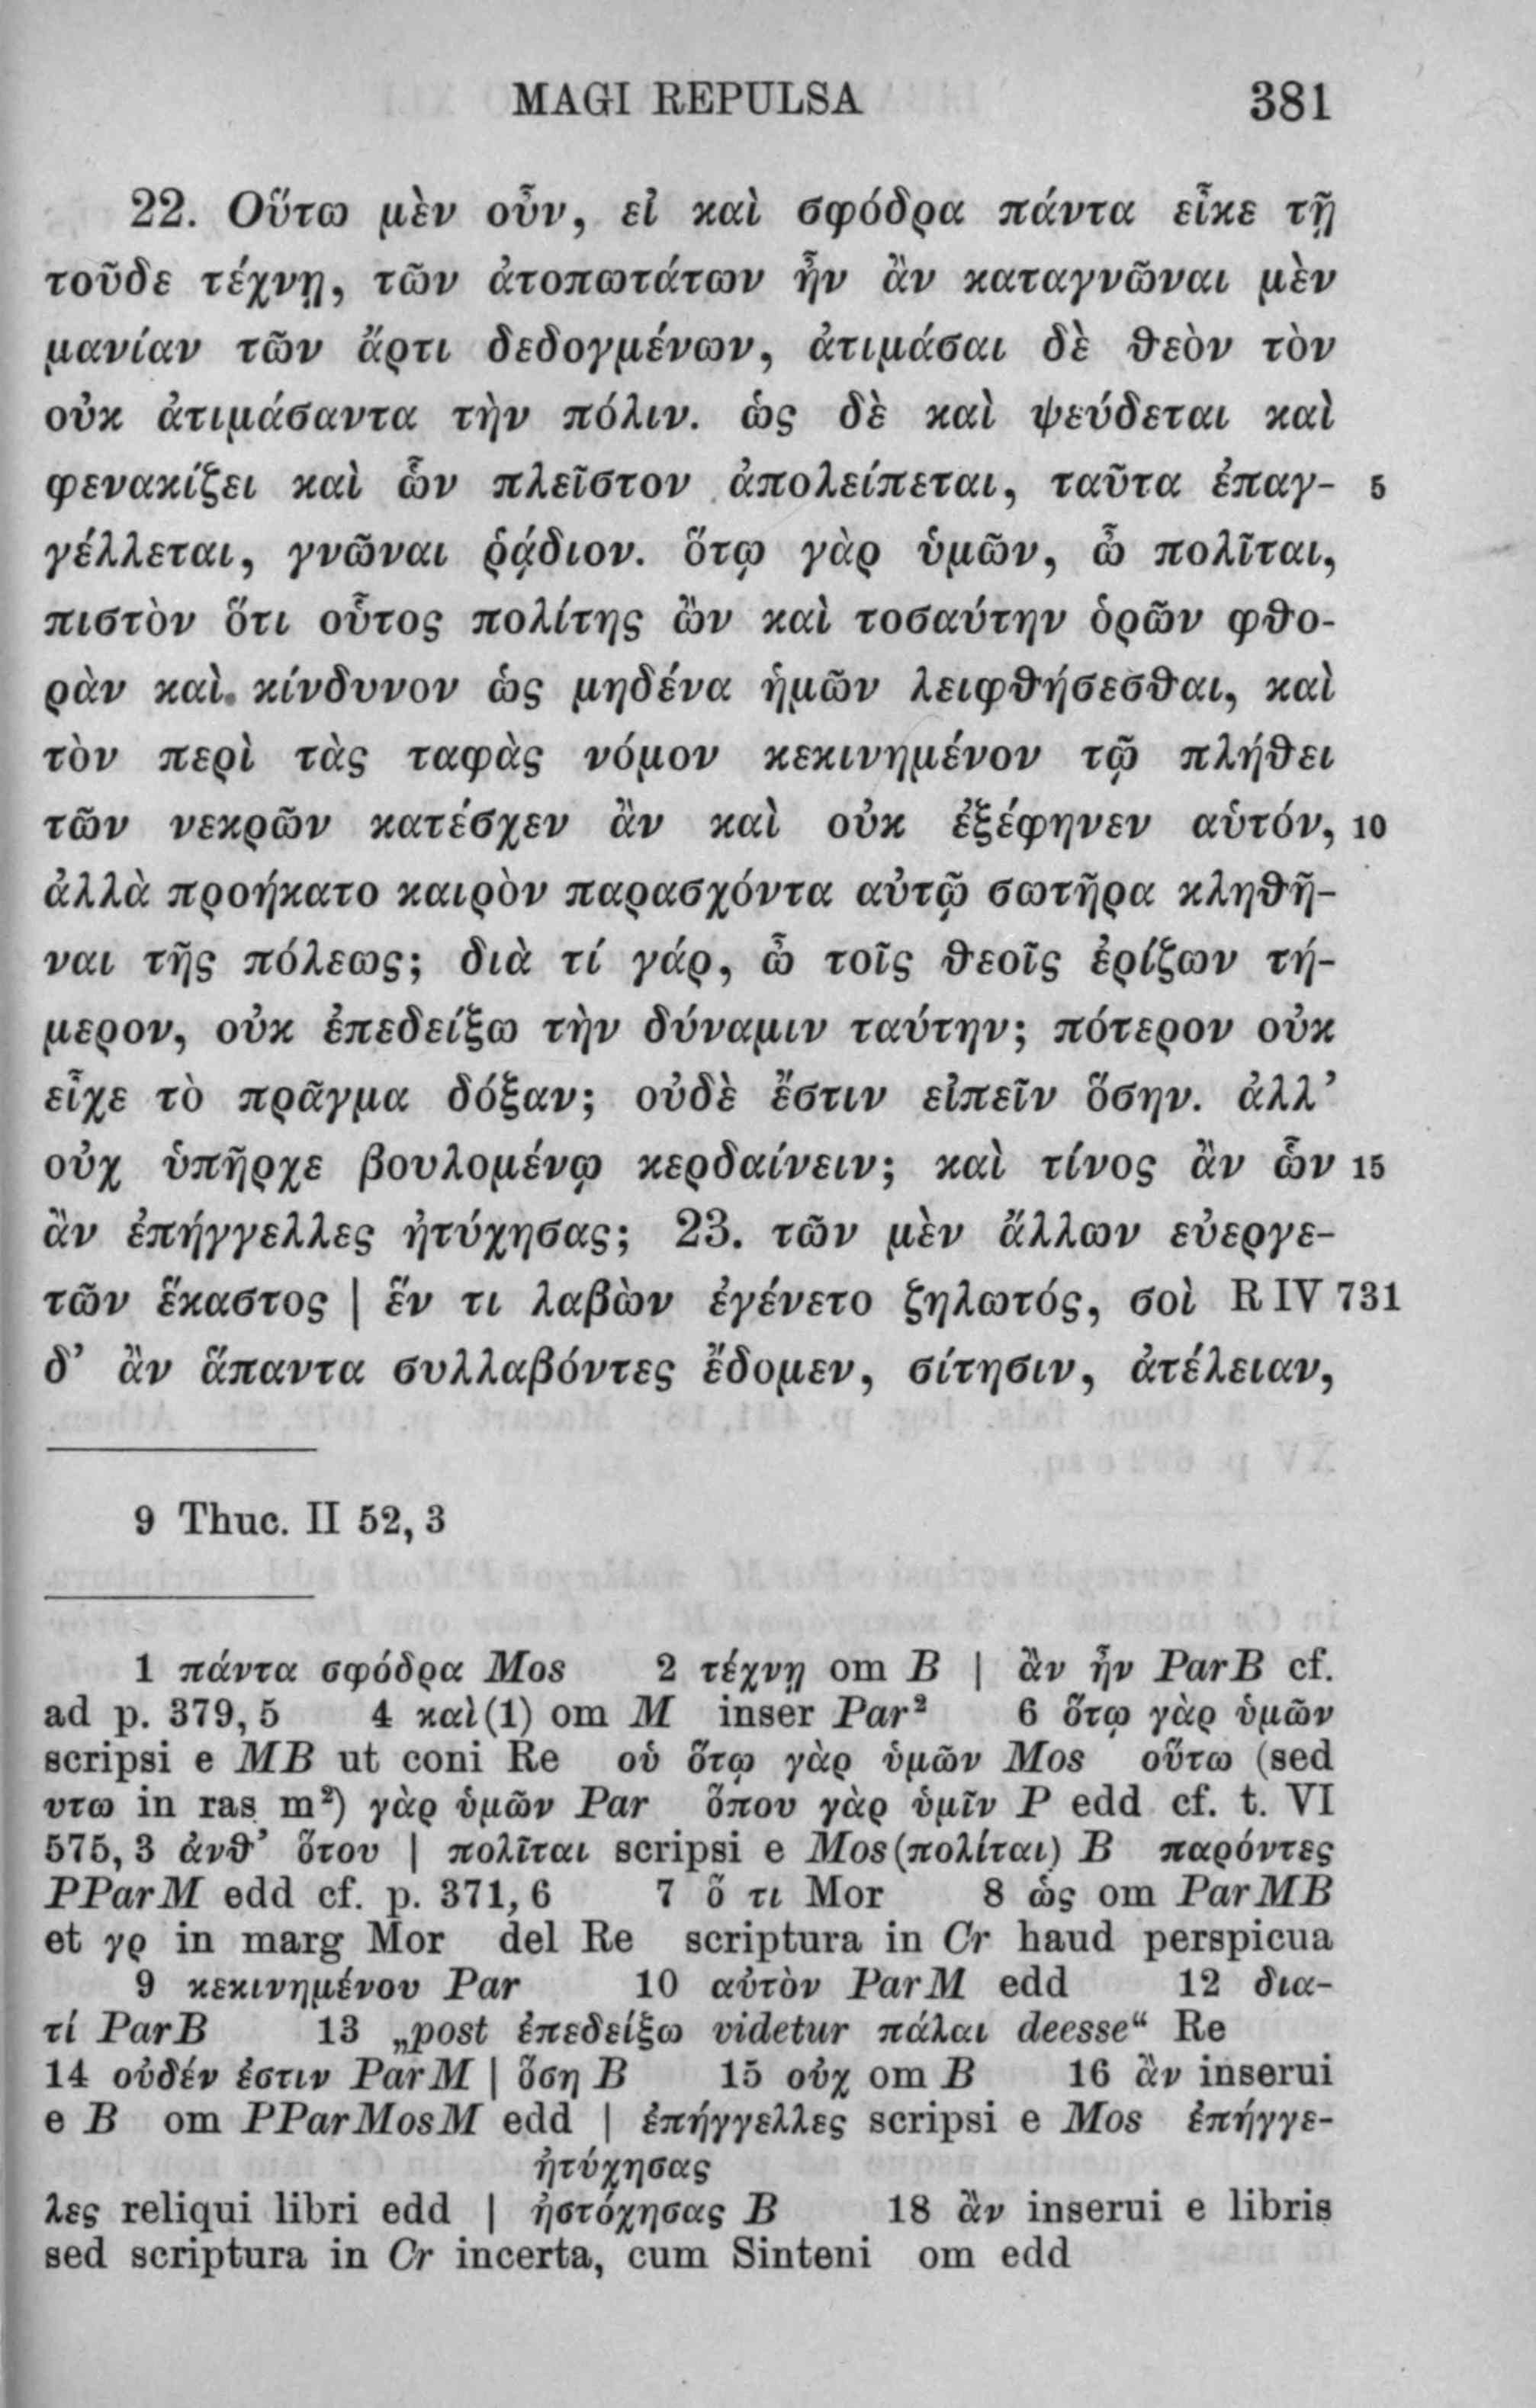 MAGI REPULSA 381
22. Οὕτω μὲν οὖν, εἰ καὶ σφόδρα πάντα εἶκε τῇ
τοῦδε τέχνῃ, τῶν ἀτοπωτάτων ἦν ἂν καταγνῶναι μὲν
μανίαν τῶν ἄρτι δεδογμένων, ἀτιμάσαι δὲ θεὸν τὸν
οὐκ ἀτιμάσαντα τὴν πόλιν. ὡς δὲ καὶ ψεύδεται καὶ
φενακίζει καὶ ὧν πλεῖστον ἀπολείπεται, ταῦτα ἐπαγ- 5
γέλλεται, γνῶναι ῥᾴδιον. ὅτῳ γὰρ ὑμῶν, ὦ πολῖται,
πιστὸν ὅτι οὗτος πολίτης ὢν καὶ τοσαύτην ὁρῶν φθο-
ρὰν καὶ κίνδυνον ὡς μηδένα ἡμῶν λειφθήσεσθαι, καὶ
τὸν περὶ τὰς ταφὰς νόμον κεκινημένον τῷ πλήθει
τῶν νεκρῶν κατέσχεν ἂν καὶ οὐκ ἐξέφηνεν αὑτόν, 10
ἀλλὰ προήκατο καιρὸν παρασχόντα αὐτῷ σωτῆρα κληθῆ-
ναι τῆς πόλεως; διὰ τί γάρ, ὦ τοῖς θεοῖς ἐρίζων τή-
μερον, οὐκ ἐπεδείξω τὴν δύναμιν ταύτην; πότερον οὐκ
εἶχε τὸ πρᾶγμα δόξαν; οὐδὲ ἔστιν εἰπεῖν ὅσην. ἀλλ’
οὐχ ὑπῆρχε βουλομένῳ κερδαίνειν; καὶ τίνος ἂν ὧν 15
ἂν ἐπήγγελλες ἠτύχησας; 23. τῶν μὲν ἄλλων εὐεργε-
τῶν ἕκαστος | ἕν τι λαβὼν ἐγένετο ζηλωτός, σοὶ R IV 731
δ’ ἂν ἅπαντα συλλαβόντες ἔδομεν, σίτησιν, ἀτέλειαν,
9 Thuc. II 52, 3
1 πάντα σφόδρα Mos 2 τέχνῃ om B | ἂν ἦν ParB cf.
ad p. 379, 5 4 καὶ(1) om M inser Par² 6 ὅτῳ γὰρ ὑμῶν
scripsi e MB ut coni Re οὐ ὅτῳ γὰρ ὑμῶν Mos οὕτω (sed
υτω in ras m²) γὰρ ὑμῶν Par ὅπου γὰρ ὑμῖν P edd cf. t. VI
575, 3 ἀνθ’ ὅτου | πολῖται scripsi e Mos(πολίται) B παρόντες
PParM edd cf. p. 371, 6 7 ὅ τι Mor 8 ὡς om ParMB
et γρ in marg Mor del Re scriptura in Cr haud perspicua
9 κεκινημένου Par 10 αὐτὸν ParM edd 12 δια-
τί ParB 13 „post ἐπεδείξω videtur πάλαι deesse“ Re
14 οὐδέν ἐστιν ParM | ὅση B 15 οὐχ om B 16 ἂν inserui
e B om PParMosM edd | ἐπήγγελλες scripsi e Mos ἐπήγγε-
ἠτύχησας
λες reliqui libri edd | ἠστόχησας B 18 ἂν inserui e libris
sed scriptura in Cr incerta, cum Sinteni om edd